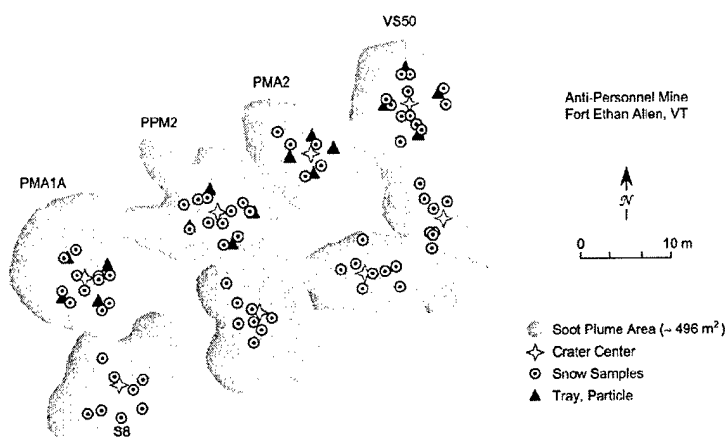 VS50
PMA2
PPM2
PMA1A
S8
Anti-Personnel Mine
Fort Ethan Allen, VT
N
0 10 m
Soot Plume Area (~ 496 m²)
Crater Center
Snow Samples
Tray, Particle